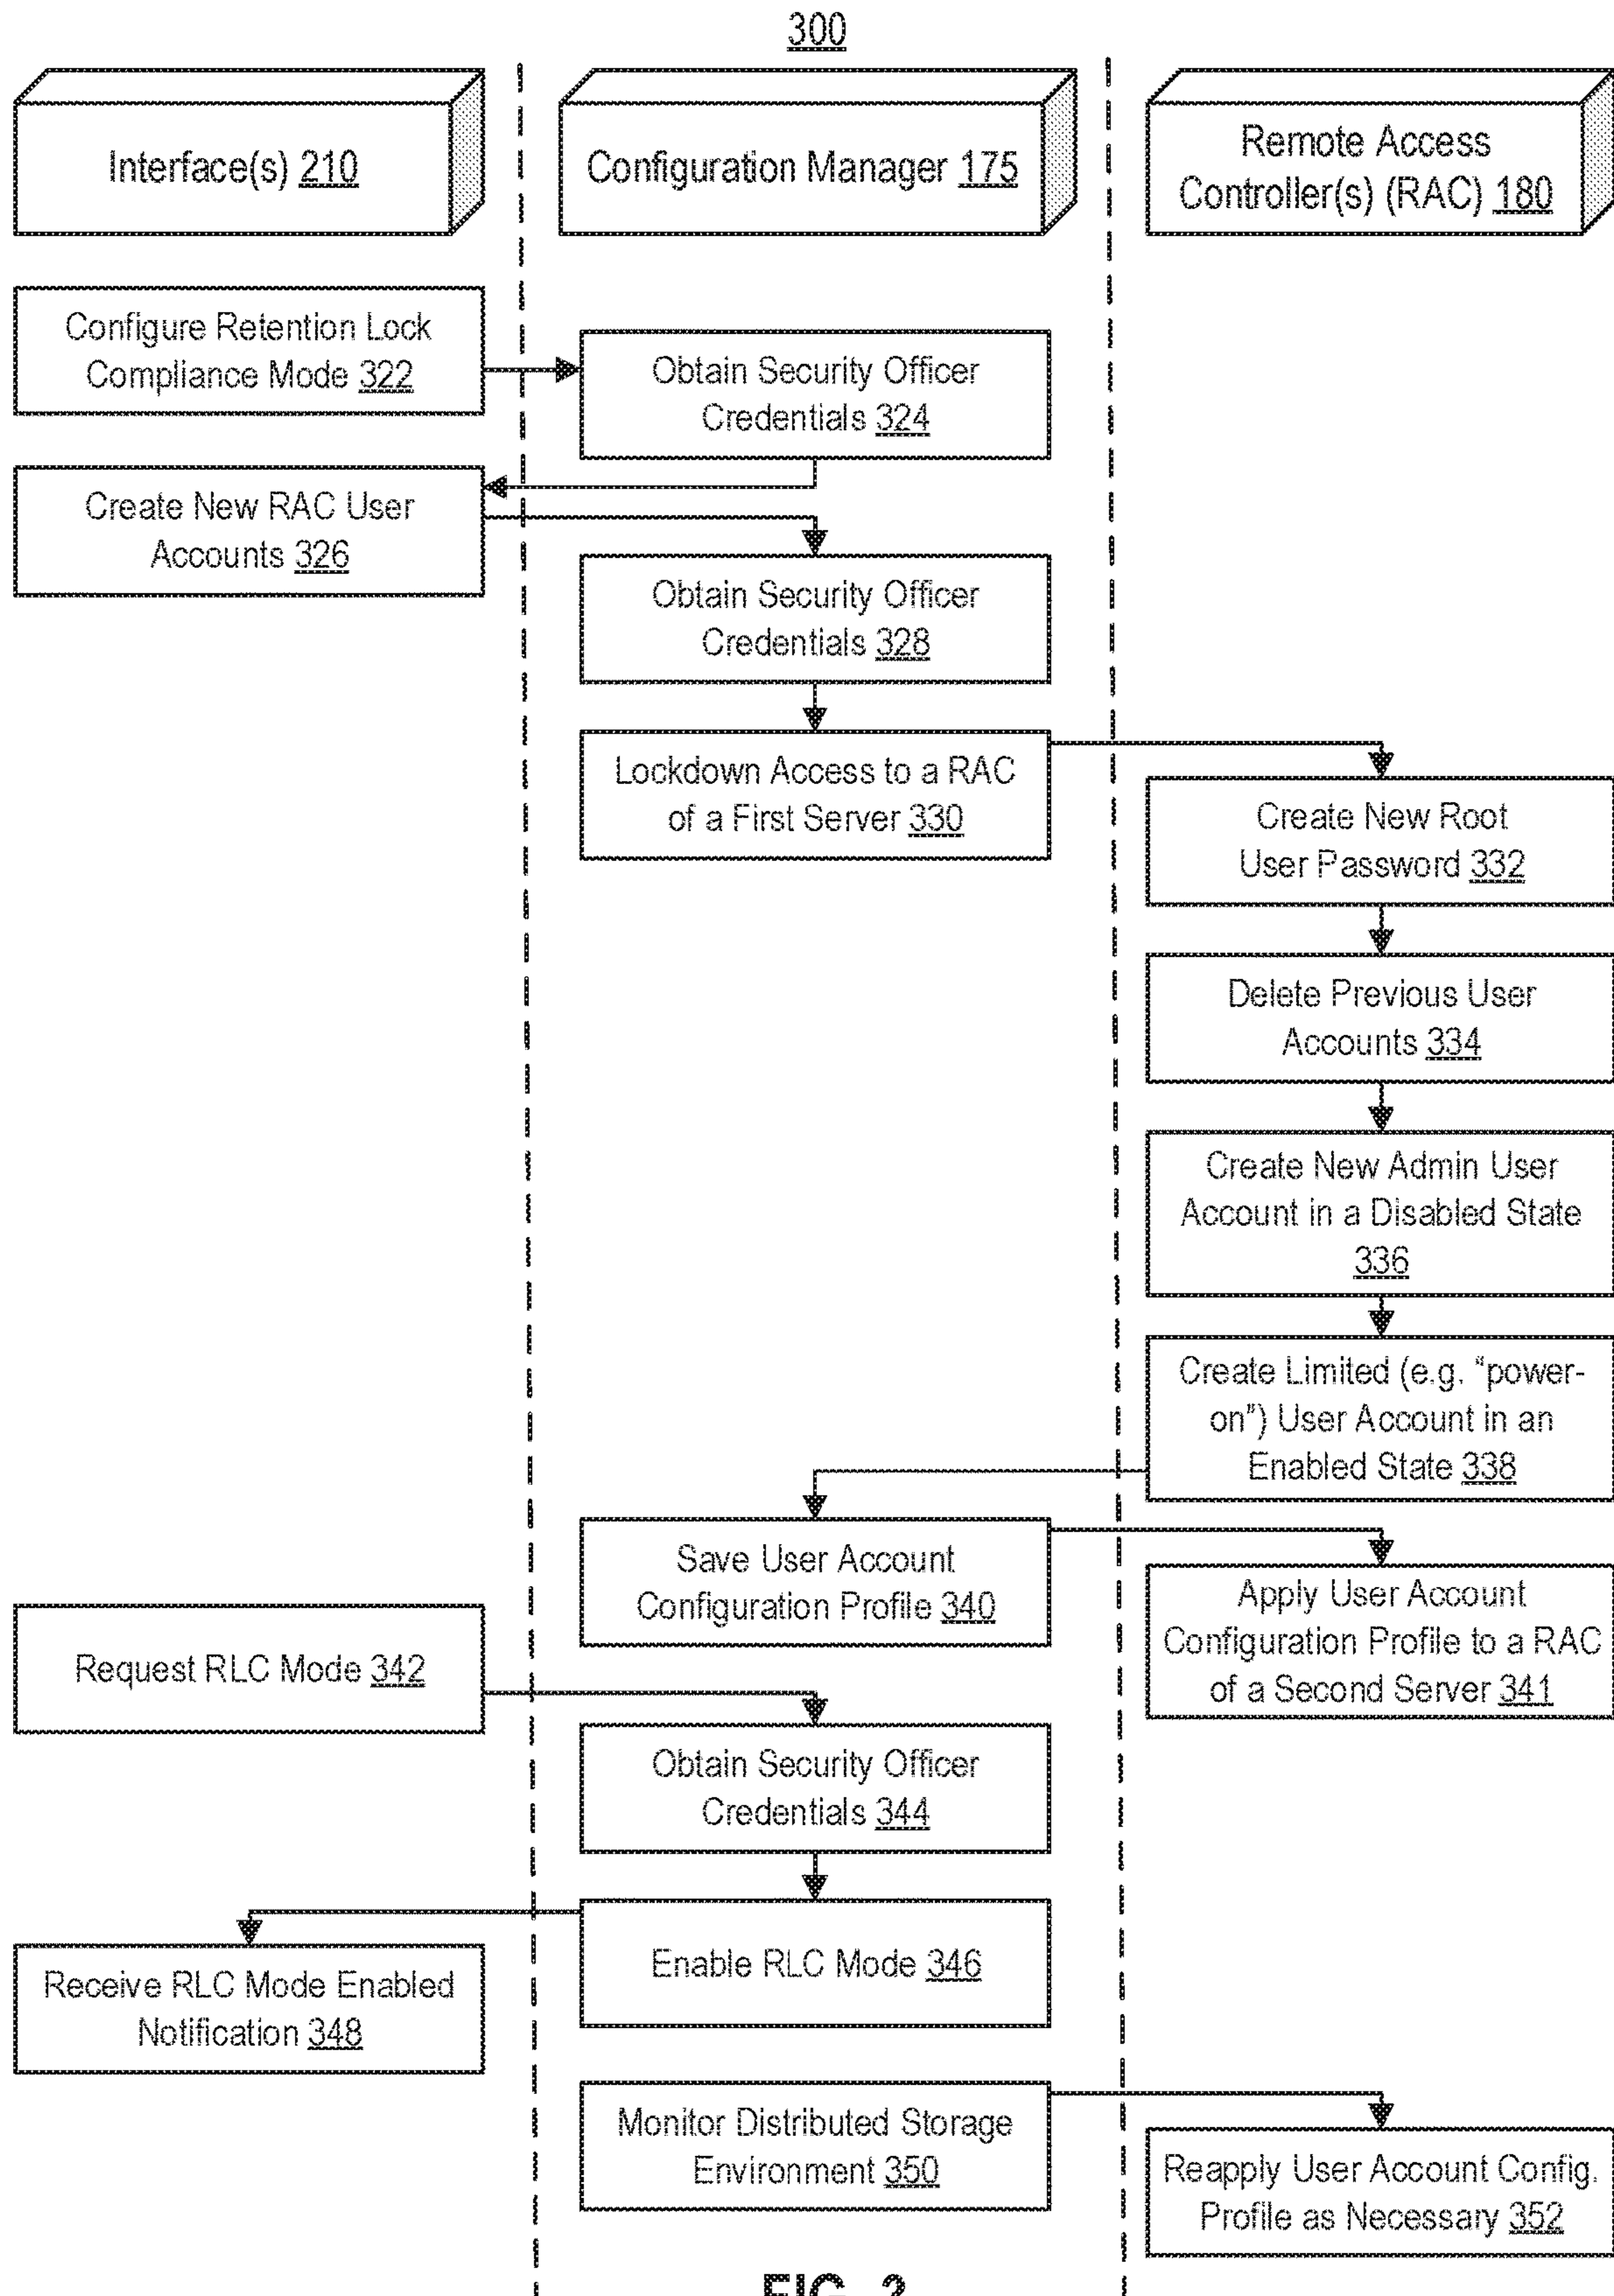 300
Interface(s) 210
Configuration Manager 175
Remote Access
Controller(s) (RAC) 180
Configure Retention Lock
Compliance Mode 322
Obtain Security Officer
Credentials 324
Create New RAC User
Accounts 326
Obtain Security Officer
Credentials 328
Lockdown Access to a RAC
of a First Server 330
Create New Root
User Password 332
Delete Previous User
Accounts 334
Create New Admin User
Account in a Disabled State
336
Create Limited (e.g. “power-
on”) User Account in an
Enabled State 338
Save User Account
Configuration Profile 340
Apply User Account
Configuration Profile to a RAC
of a Second Server 341
Request RLC Mode 342
Obtain Security Officer
Credentials 344
Enable RLC Mode 346
Receive RLC Mode Enabled
Notification 348
Monitor Distributed Storage
Environment 350
Reapply User Account Config.
Profile as Necessary 352
FIG.